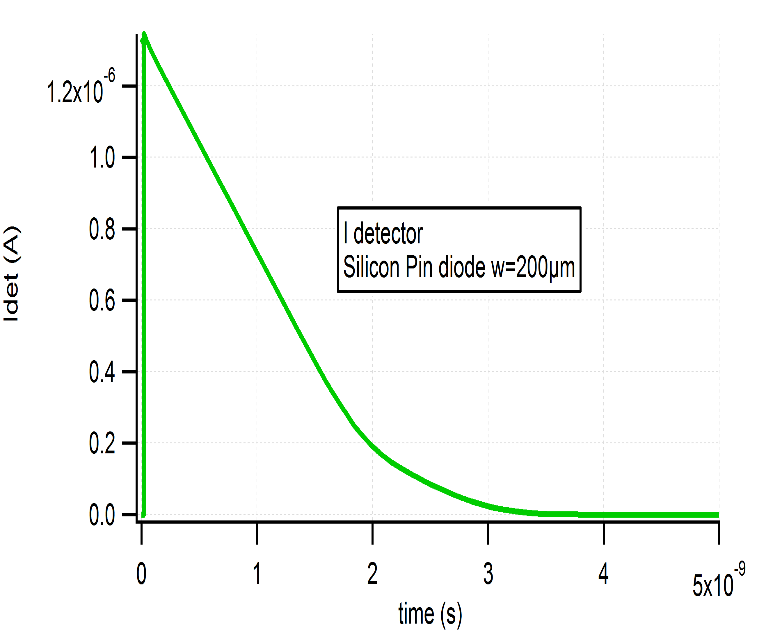 1.2x10-6
1.0
0.8
0.6
0.4
0.2
0.0
Idet (A)
I detector
Silicon Pin diode w=200µm
0 1 2 3 4 5x10-9
time (s)